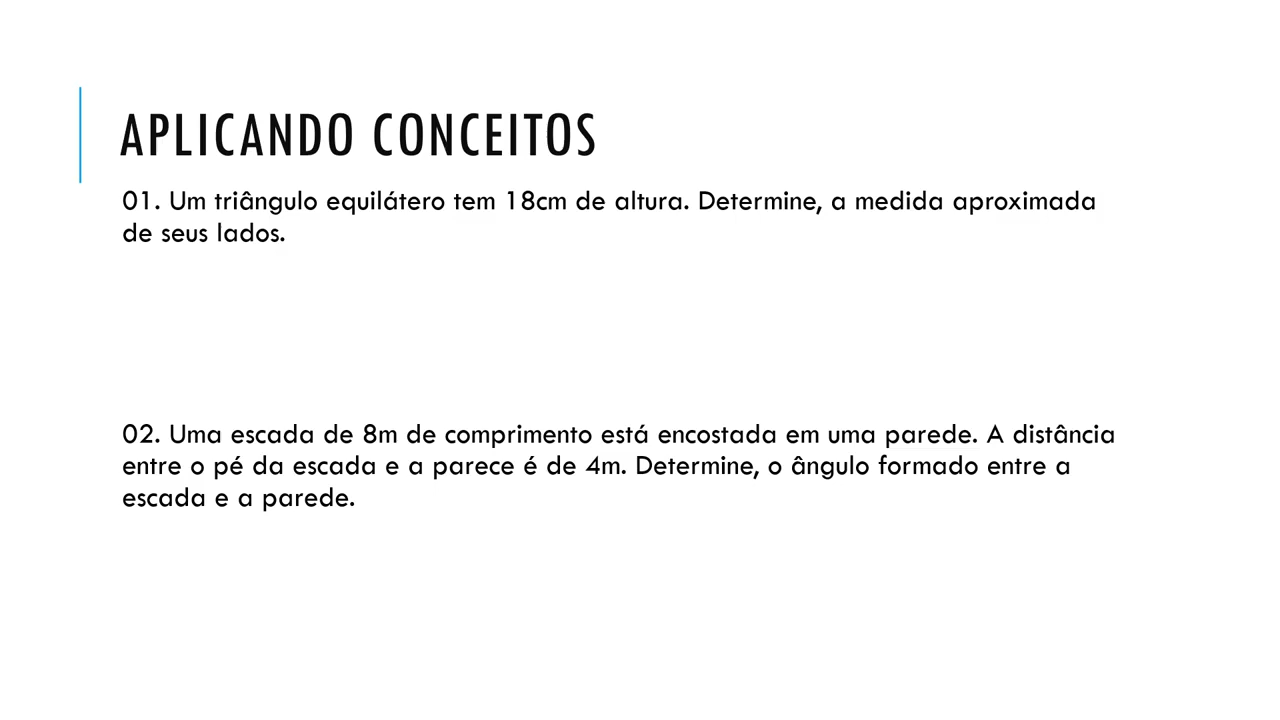 APLICANDO CONCEITOS
01. Um triângulo equilátero tem 18cm de altura. Determine, a medida aproximada
de seus lados.
02. Uma escada de 8m de comprimento está encostada em uma parede. A distância
entre o pé da escada e a parece é de 4m. Determine, o ângulo formado entre a
escada e a parede.